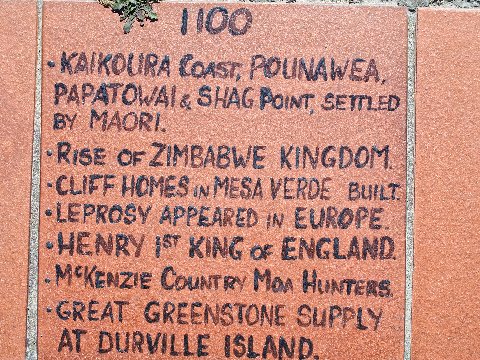 1100
· KAIKOURA COAST, POUNAWEA,
PAPATOWAI & SHAG POINT, SETTLED
BY MAORI.
· RISE OF ZIMBABWE KINGDOM.
· CLIFF HOMES IN MESA VERDE BUILT.
· LEPROSY APPEARED IN EUROPE.
· HENRY 1ST KING OF ENGLAND.
· MCKENZIE COUNTRY MOA HUNTERS.
· GREAT GREENSTONE SUPPLY
AT DURVILLE ISLAND.